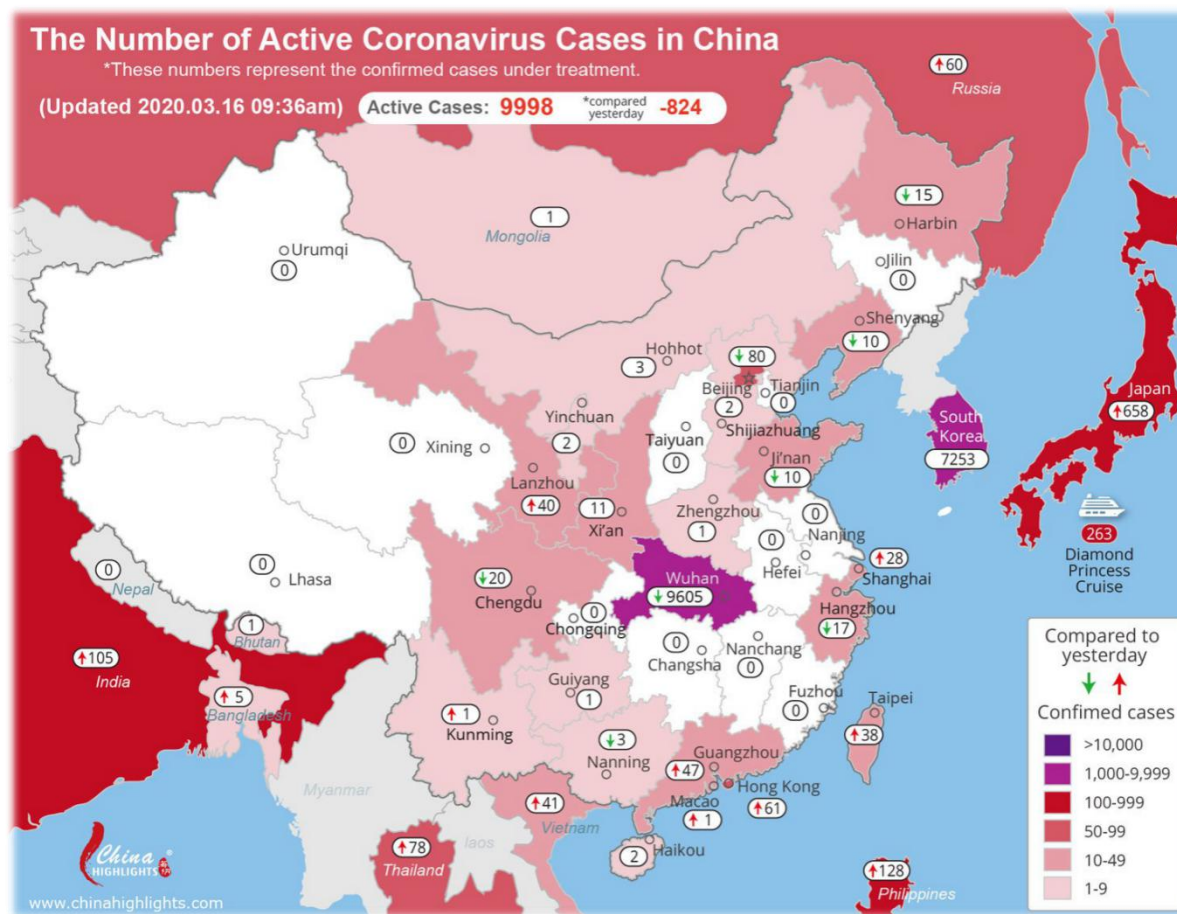 The Number of Active Coronavirus Cases in China
*These numbers represent the confirmed cases under treatment.
(Updated 2020.03.16 09:36am)
Active Cases: 9998 *compared yesterday -824
60
Russia
15
Harbin
1
Mongolia
Urumqi
0
Jilin
0
Shenyang
10
Hohhot
3
80
Beijing
Tianjin
0
2
Shijiazhuang
Yinchuan
2
Taiyuan
0
Ji'nan
10
0
Xining
Lanzhou
40
11
Xi'an
Zhengzhou
1
South
Korea
7253
Japan
658
263
Diamond
Princess
Cruise
0
Nanjing
0
Hefei
28
Shanghai
0
Nepal
0
Lhasa
20
Chengdu
Wuhan
9605
Hangzhou
17
0
Chongqing
1
Bhutan
105
India
5
Bangladesh
0
Changsha
Nanchang
0
Guiyang
1
Fuzhou
0
Taipei
38
1
Kunming
3
Nanning
Guangzhou
47
Hong Kong
61
Macao
1
Myanmar
41
Vietnam
laos
78
Thailand
Haikou
2
128
Philippines
Compared to
yesterday
Confimed cases
>10,000
1,000-9,999
100-999
50-99
10-49
1-9
China
HIGHLIGHTS
www.chinahighlights.com